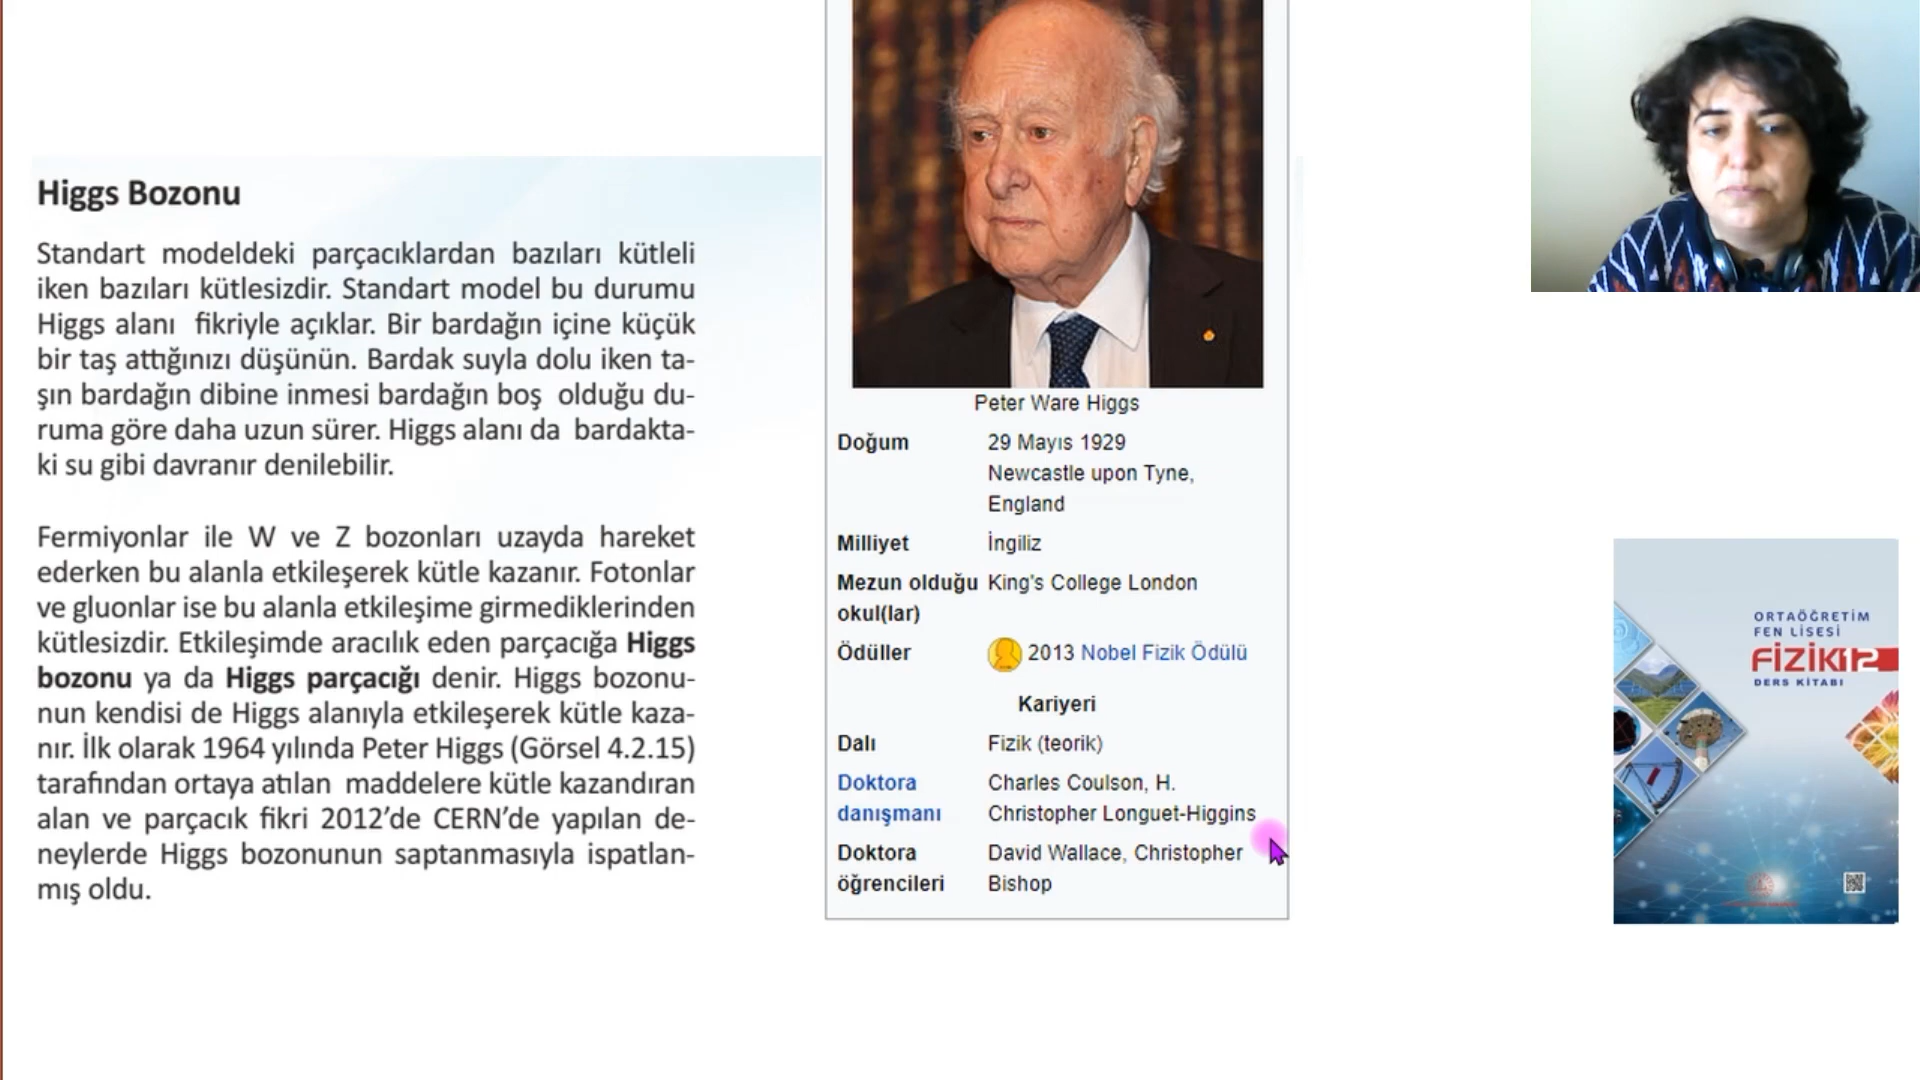 Higgs Bozonu
Standart modeldeki parçacıklardan bazıları kütleli
iken bazıları kütlesizdir. Standart model bu durumu
Higgs alanı fikriyle açıklar. Bir bardağın içine küçük
bir taş attığınızı düşünün. Bardak suyla dolu iken ta-
şın bardağın dibine inmesi bardağın boş olduğu du-
ruma göre daha uzun sürer. Higgs alanı da bardakta-
ki su gibi davranır denilebilir.
Fermiyonlar ile W ve Z bozonları uzayda hareket
ederken bu alanla etkileşerek kütle kazanır. Fotonlar
ve gluonlar ise bu alanla etkileşime girmediklerinden
kütlesizdir. Etkileşimde aracılık eden parçacığa Higgs
bozonu ya da Higgs parçacığı denir. Higgs bozonu-
nun kendisi de Higgs alanıyla etkileşerek kütle kaza-
nır. İlk olarak 1964 yılında Peter Higgs (Görsel 4.2.15)
tarafından ortaya atılan maddelere kütle kazandıran
alan ve parçacık fikri 2012’de CERN’de yapılan de-
neylerde Higgs bozonunun saptanmasıyla ispatlan-
mış oldu.
Peter Ware Higgs
Doğum 29 Mayıs 1929
Newcastle upon Tyne,
England
Milliyet İngiliz
Mezun olduğu King's College London
okul(lar)
Ödüller 2013 Nobel Fizik Ödülü
Kariyeri
Dalı Fizik (teorik)
Doktora Charles Coulson, H.
danışmanı Christopher Longuet-Higgins
Doktora David Wallace, Christopher
öğrencileri Bishop
ORTAÖĞRETİM
FEN LİSESİ
FİZİK 12
DERS KİTABI